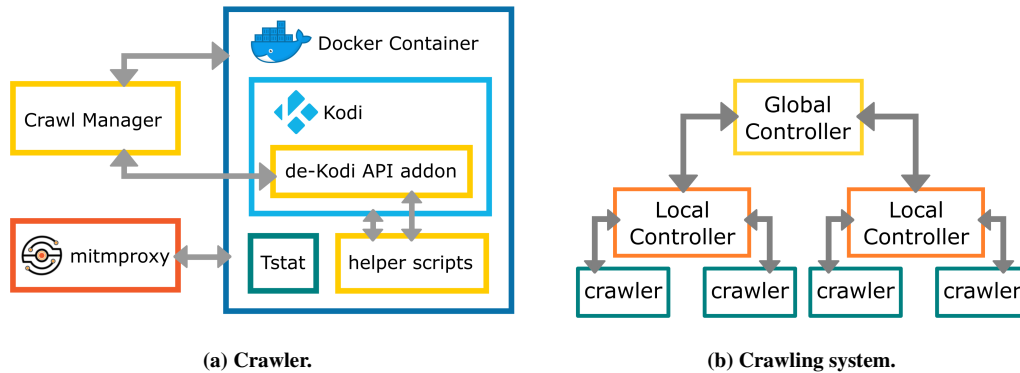 Docker Container
Crawl Manager
Kodi
de-Kodi API addon
mitmproxy
Tstat
helper scripts
(a) Crawler.
Global
Controller
Local
Controller
Local
Controller
crawler
crawler
crawler
crawler
(b) Crawling system.